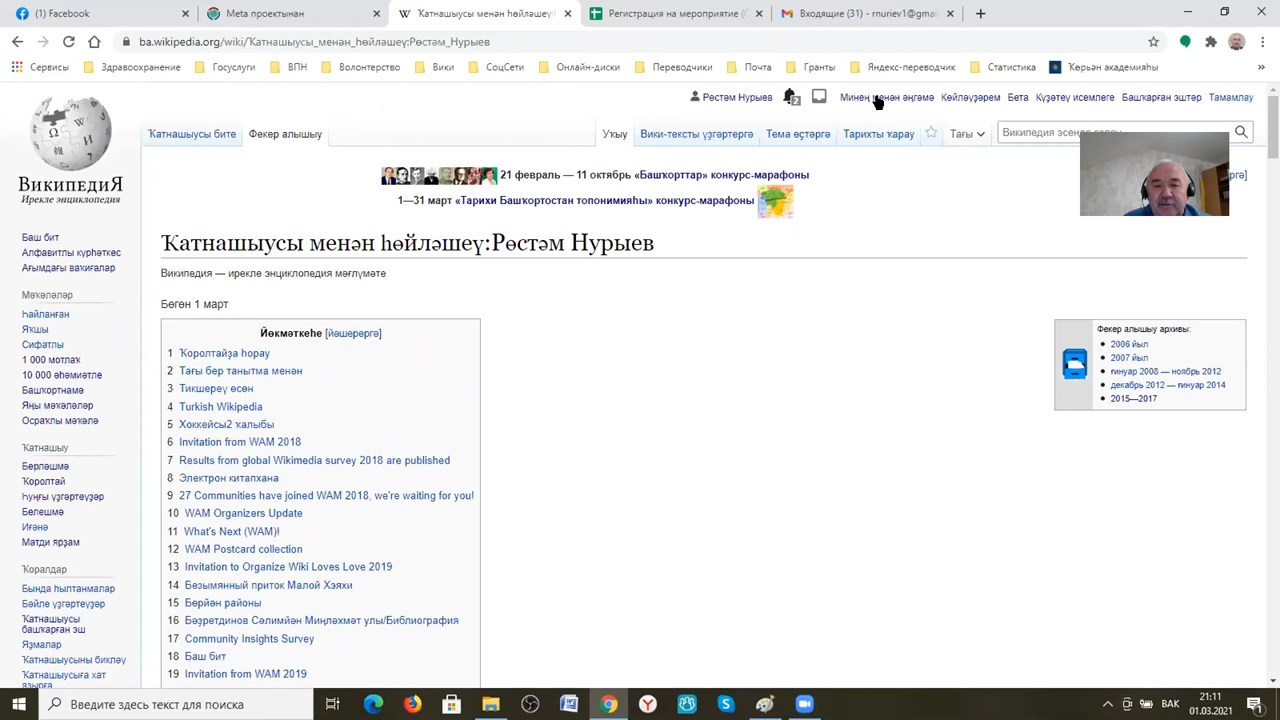 (1) Facebook
Meta проектынан
Ҡатнашыусы менән һөйләшеү:
Регистрация на мероприятие (С
Входящие (31) - rnuriev1@gmai
ba.wikipedia.org/wiki/Ҡатнашыусы_менән_һөйләшеү:Рөстәм_Нурыев
Сервисы Здравоохранение Госуслуги ВПН Волонтерство Вики СоцСети Онлайн-диски Переводчики Почта Гранты Яндекс-переводчик Статистика Ҡөрьән академияһы
Рөстәм Нурыев 2 Минең менән әңгәмә Көйләүҙәрем Бета Күҙәтеү исемлеге Башҡарған эштәр Тамамлау
Ҡатнашыусы бите Фекер алышыу Уҡыу Вики-тексты үҙгәртергә Тема өҫтәргә Тарихты ҡарау Тағы
21 февраль — 11 октябрь «Башҡорттар» конкурс-марафоны
1—31 март «Тарихи Башҡортостан топонимияһы» конкурс-марафоны
Ҡатнашыусы менән һөйләшеү:Рөстәм Нурыев
Википедия — ирекле энциклопедия мәғлүмәте
Бөгөн 1 март
Йөкмәткеһе [йәшерергә]
1 Ҡоролтайҙа һорау
2 Тағы бер танытма менән
3 Тикшереү өсөн
4 Turkish Wikipedia
5 Хоккейсы2 ҡалыбы
6 Invitation from WAM 2018
7 Results from global Wikimedia survey 2018 are published
8 Электрон китапхана
9 27 Communities have joined WAM 2018, we're waiting for you!
10 WAM Organizers Update
11 What's Next (WAM)!
12 WAM Postcard collection
13 Invitation to Organize Wiki Loves Love 2019
14 Безымянный приток Малой Хэяхи
15 Бөрйән районы
16 Бәҙретдинов Сәлимйән Миңләхмәт улы/Библиография
17 Community Insights Survey
18 Баш бит
19 Invitation from WAM 2019
Фекер алышыу архивы:
2006 йыл
2007 йыл
ғинуар 2008 — ноябрь 2012
декабрь 2012 — ғинуар 2014
2015—2017
ВикипедиЯ
Ирекле энциклопедия
Баш бит
Алфавитлы күрһәткес
Ағымдағы ваҡиғалар
Мәҡәләләр
Һайланған
Яҡшы
Сифатлы
1 000 мотлаҡ
10 000 әһәмиәтле
Башҡортнамә
Яңы мәҡәләләр
Осраҡлы мәҡәлә
Ҡатнашыу
Берләшмә
Ҡоролтай
Һуңғы үҙгәртеүҙәр
Белешмә
Иғәнә
Матди ярҙам
Ҡоралдар
Бында һылтанмалар
Бәйле үҙгәртеүҙәр
Ҡатнашыусы
башҡарған эш
Яҙмалар
Ҡатнашыусыны бикләү
Ҡатнашыусыға хат
яҙырға
Введите здесь текст для поиска
ВАК
21:11
01.03.2021
1